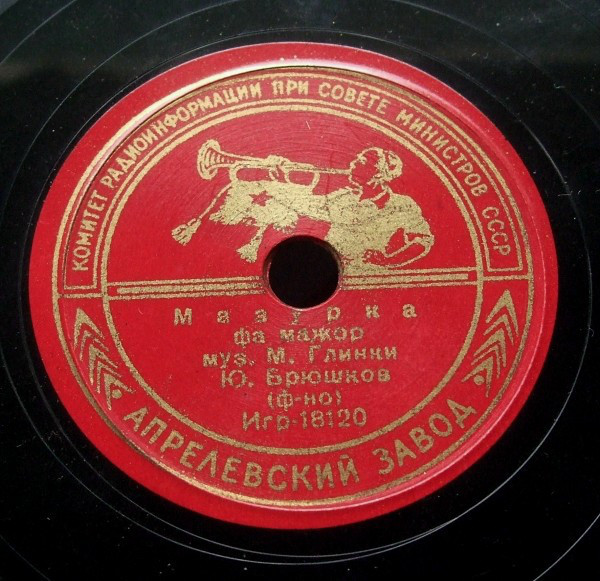 КОМИТЕТ РАДИОИНФОРМАЦИИ ПРИ СОВЕТЕ МИНИСТРОВ СССР
Мазурка
фа мажор
муз. М. Глинки
Ю. Брюшков
(ф-но)
Игр-18120
АПРЕЛЕВСКИЙ ЗАВОД